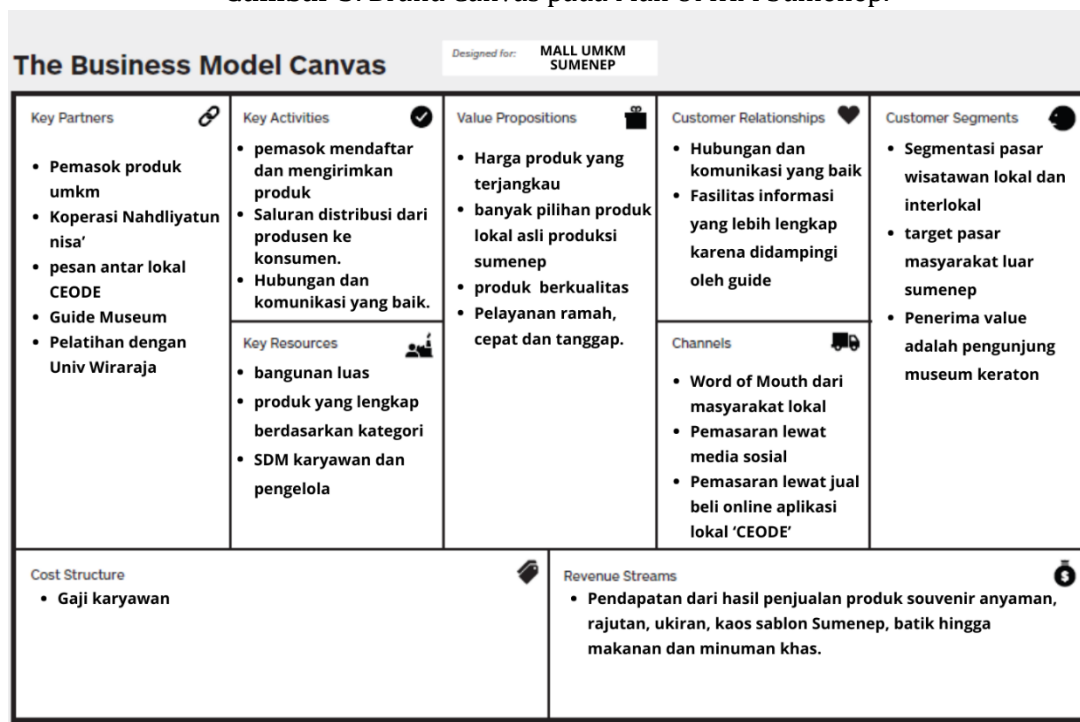 Gambar 3. Brand Canvas pada Mall UMKM Sumenep.
The Business Model Canvas
Designed for:
MALL UMKM
SUMENEP
Key Partners
• Pemasok produk
umkm
• Koperasi Nahdliyatun
nisa'
• pesan antar lokal
CEODE
• Guide Museum
• Pelatihan dengan
Univ Wiraraja
Key Activities
• pemasok mendaftar
dan mengirimkan
produk
• Saluran distribusi dari
produsen ke
konsumen.
• Hubungan dan
komunikasi yang baik.
Key Resources
• bangunan luas
• produk yang lengkap
berdasarkan kategori
• SDM karyawan dan
pengelola
Value Propositions
• Harga produk yang
terjangkau
• banyak pilihan produk
lokal asli produksi
sumenep
• produk berkualitas
• Pelayanan ramah,
cepat dan tanggap.
Customer Relationships
• Hubungan dan
komunikasi yang baik
• Fasilitas informasi
yang lebih lengkap
karena didampingi
oleh guide
Channels
• Word of Mouth dari
masyarakat lokal
• Pemasaran lewat
media sosial
• Pemasaran lewat jual
beli online aplikasi
lokal 'CEODE'
Customer Segments
• Segmentasi pasar
wisatawan lokal dan
interlokal
• target pasar
masyarakat luar
sumenep
• Penerima value
adalah pengunjung
museum keraton
Cost Structure
• Gaji karyawan
Revenue Streams
• Pendapatan dari hasil penjualan produk souvenir anyaman,
rajutan, ukiran, kaos sablon Sumenep, batik hingga
makanan dan minuman khas.